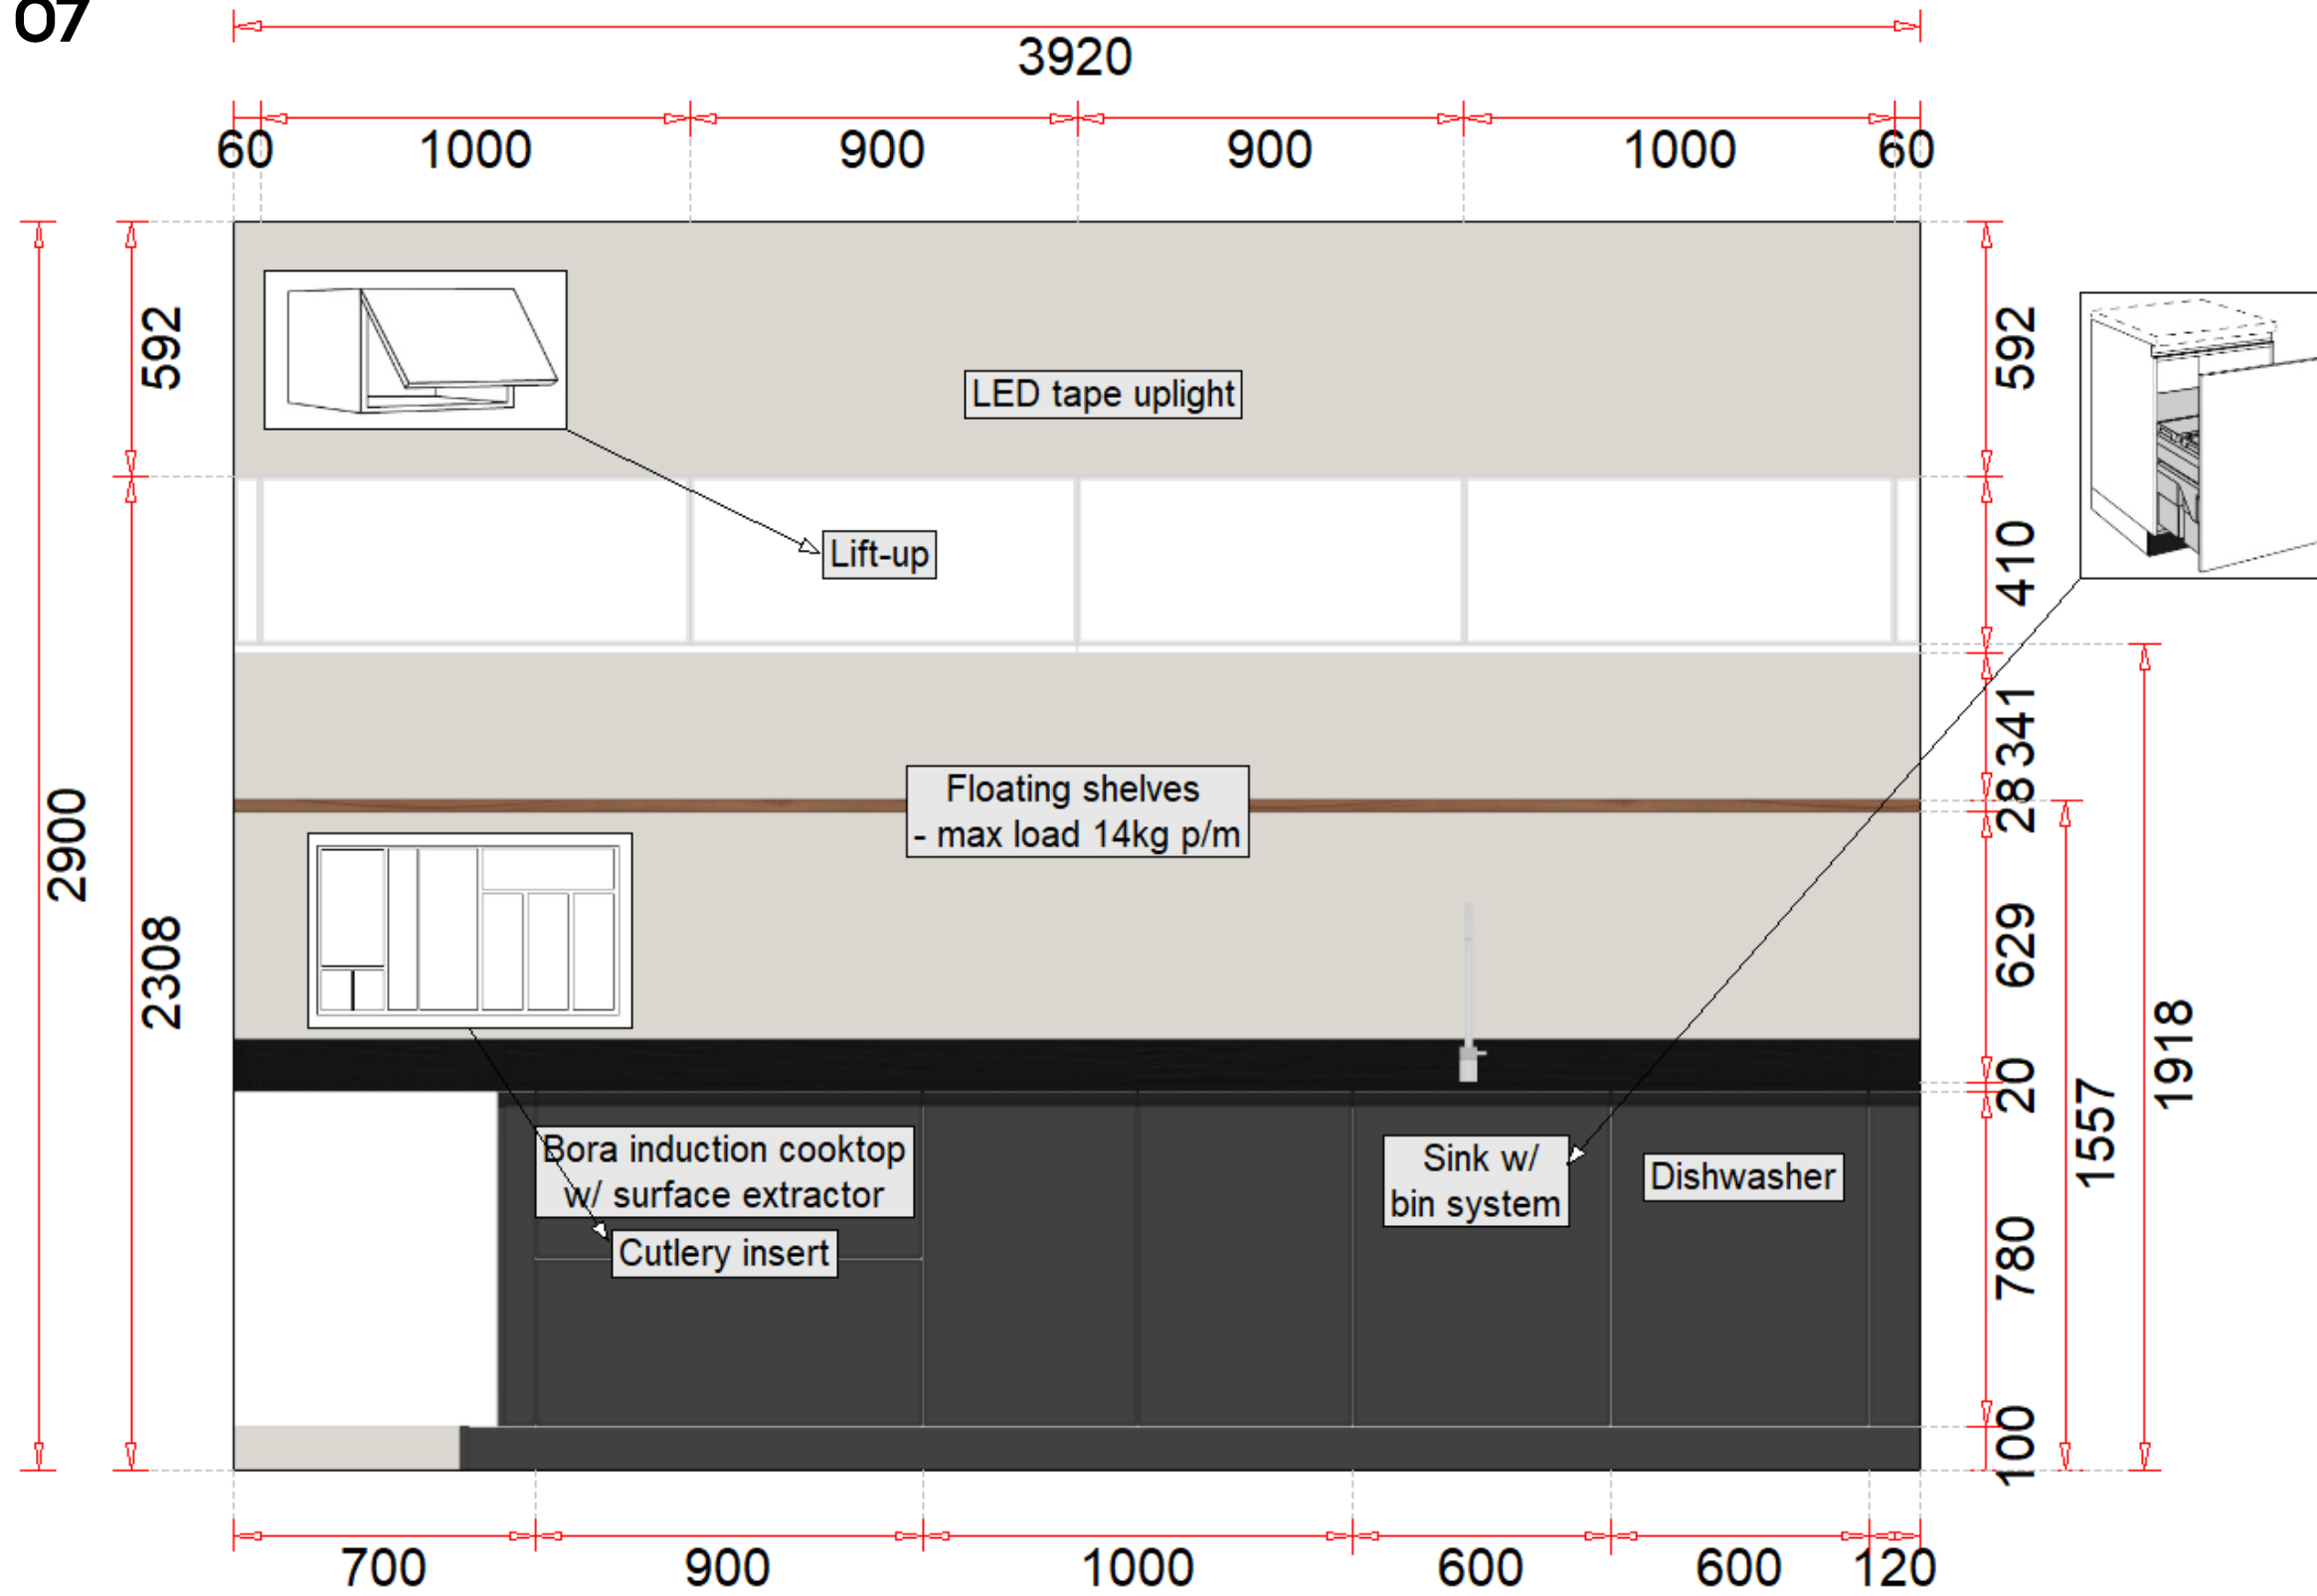 07
3920
60
1000
900
900
1000
60
592
592
LED tape uplight
Lift-up
410
341
Floating shelves
- max load 14kg p/m
28
2900
2308
629
1918
20
1557
Bora induction cooktop
w/ surface extractor
Sink w/
bin system
Dishwasher
Cutlery insert
780
100
700
900
1000
600
600
120